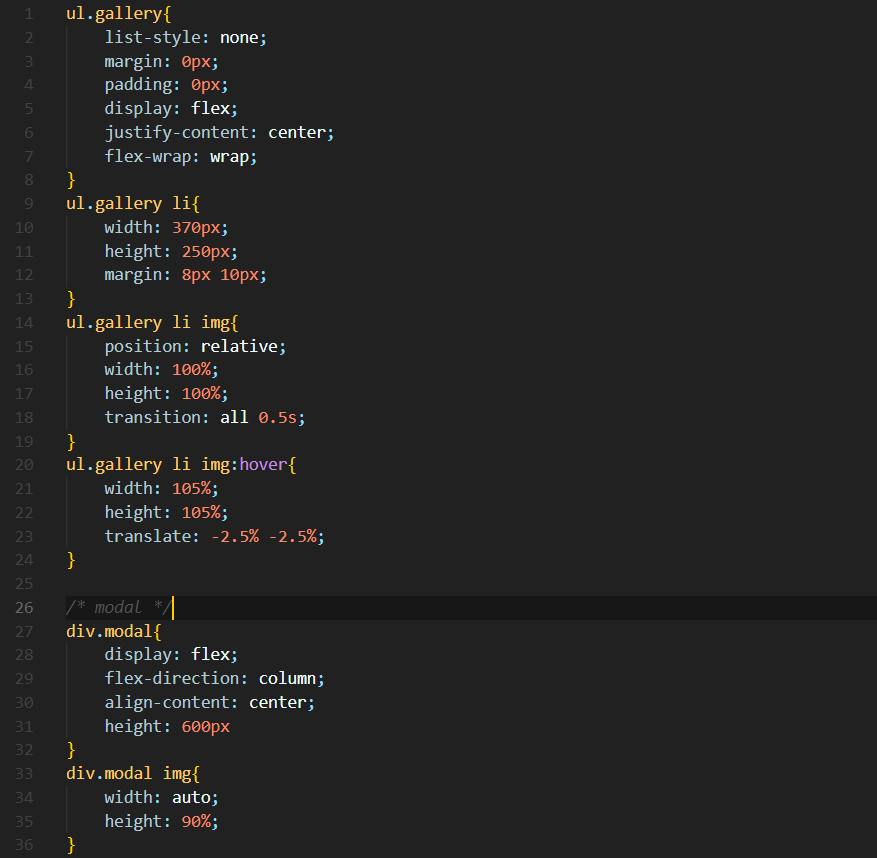 1 ul.gallery{
2 list-style: none;
3 margin: 0px;
4 padding: 0px;
5 display: flex;
6 justify-content: center;
7 flex-wrap: wrap;
8 }
9 ul.gallery li{
10 width: 370px;
11 height: 250px;
12 margin: 8px 10px;
13 }
14 ul.gallery li img{
15 position: relative;
16 width: 100%;
17 height: 100%;
18 transition: all 0.5s;
19 }
20 ul.gallery li img:hover{
21 width: 105%;
22 height: 105%;
23 translate: -2.5% -2.5%;
24 }
25
26 /* modal */
27 div.modal{
28 display: flex;
29 flex-direction: column;
30 align-content: center;
31 height: 600px
32 }
33 div.modal img{
34 width: auto;
35 height: 90%;
36 }